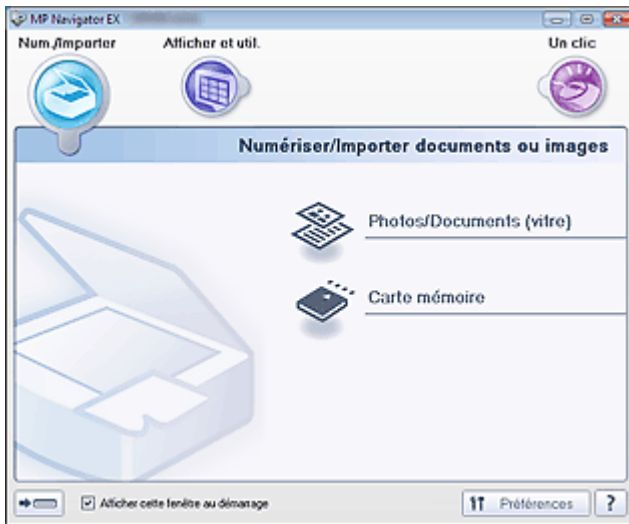 MP Navigator EX
Num./Importer
Afficher et util.
Un clic
Numériser/Importer documents ou images
Photos/Documents (vitre)
Carte mémoire
Afficher cette fenêtre au démarrage
Préférences
?